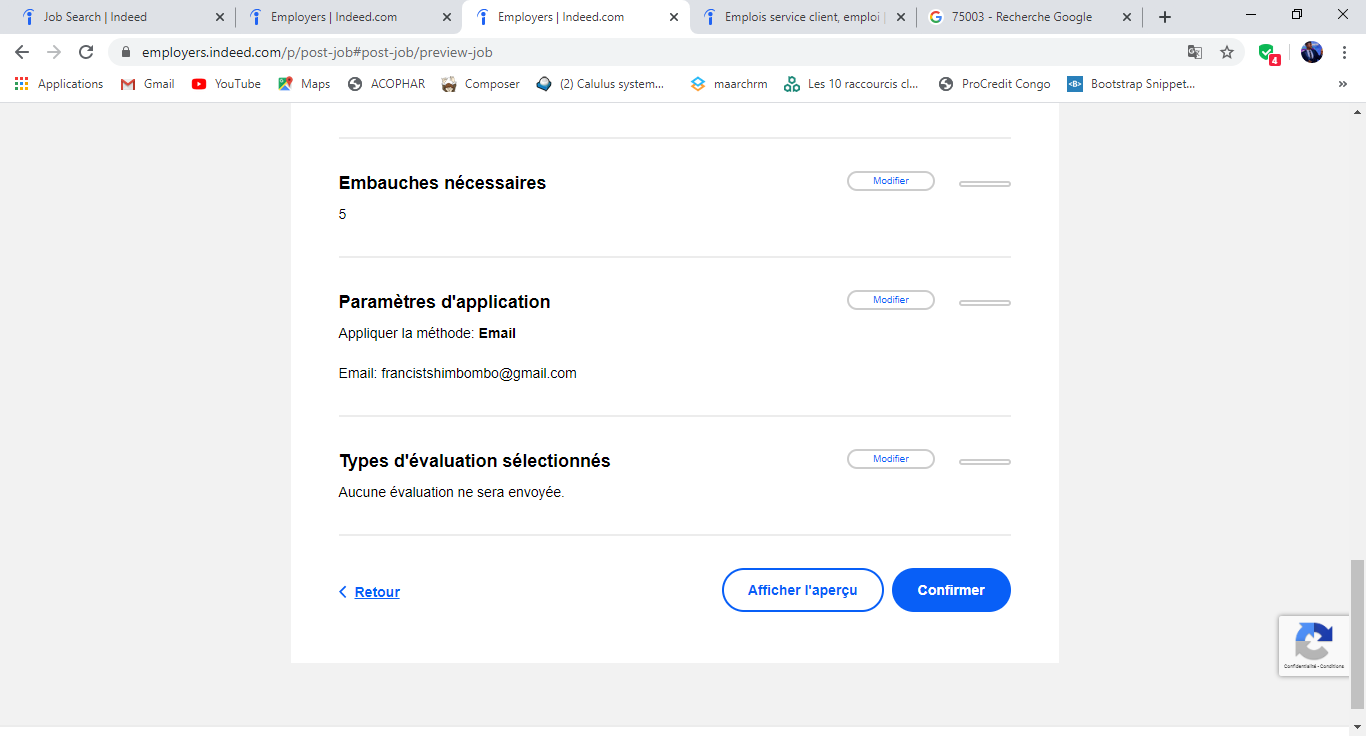 Job Search | Indeed
Employers | Indeed.com
Employers | Indeed.com
Emplois service client, emploi |
75003 - Recherche Google
employers.indeed.com/p/post-job#post-job/preview-job
4
Applications
Gmail
YouTube
Maps
ACOPHAR
Composer
(2) Calulus system...
maarchrm
Les 10 raccourcis cl...
ProCredit Congo
Bootstrap Snippet...
»
Embauches nécessaires
Modifier
5
Paramètres d'application
Modifier
Appliquer la méthode: Email
Email: francistshimbombo@gmail.com
Types d'évaluation sélectionnés
Modifier
Aucune évaluation ne sera envoyée.
Retour
Afficher l'aperçu
Confirmer
Confidentialité - Conditions